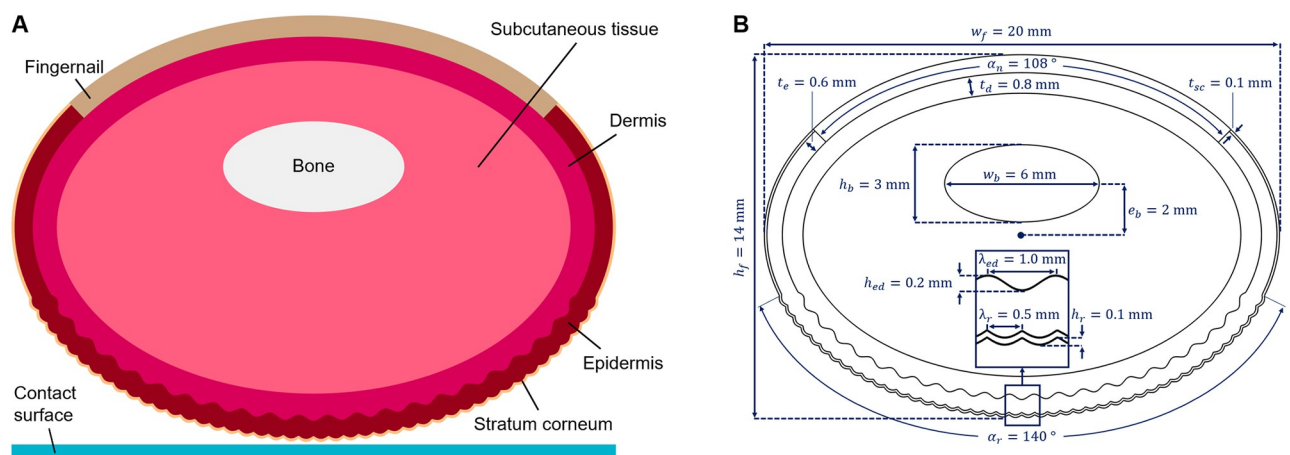 A
Subcutaneous tissue
Fingernail
Bone
Dermis
Epidermis
Contact
surface
Stratum corneum
B
w_f = 20 mm
α_n = 108 °
t_e = 0.6 mm
t_d = 0.8 mm
t_sc = 0.1 mm
h_b = 3 mm
w_b = 6 mm
e_b = 2 mm
h_f = 14 mm
λ_ed = 1.0 mm
h_ed = 0.2 mm
λ_r = 0.5 mm
h_r = 0.1 mm
α_r = 140 °